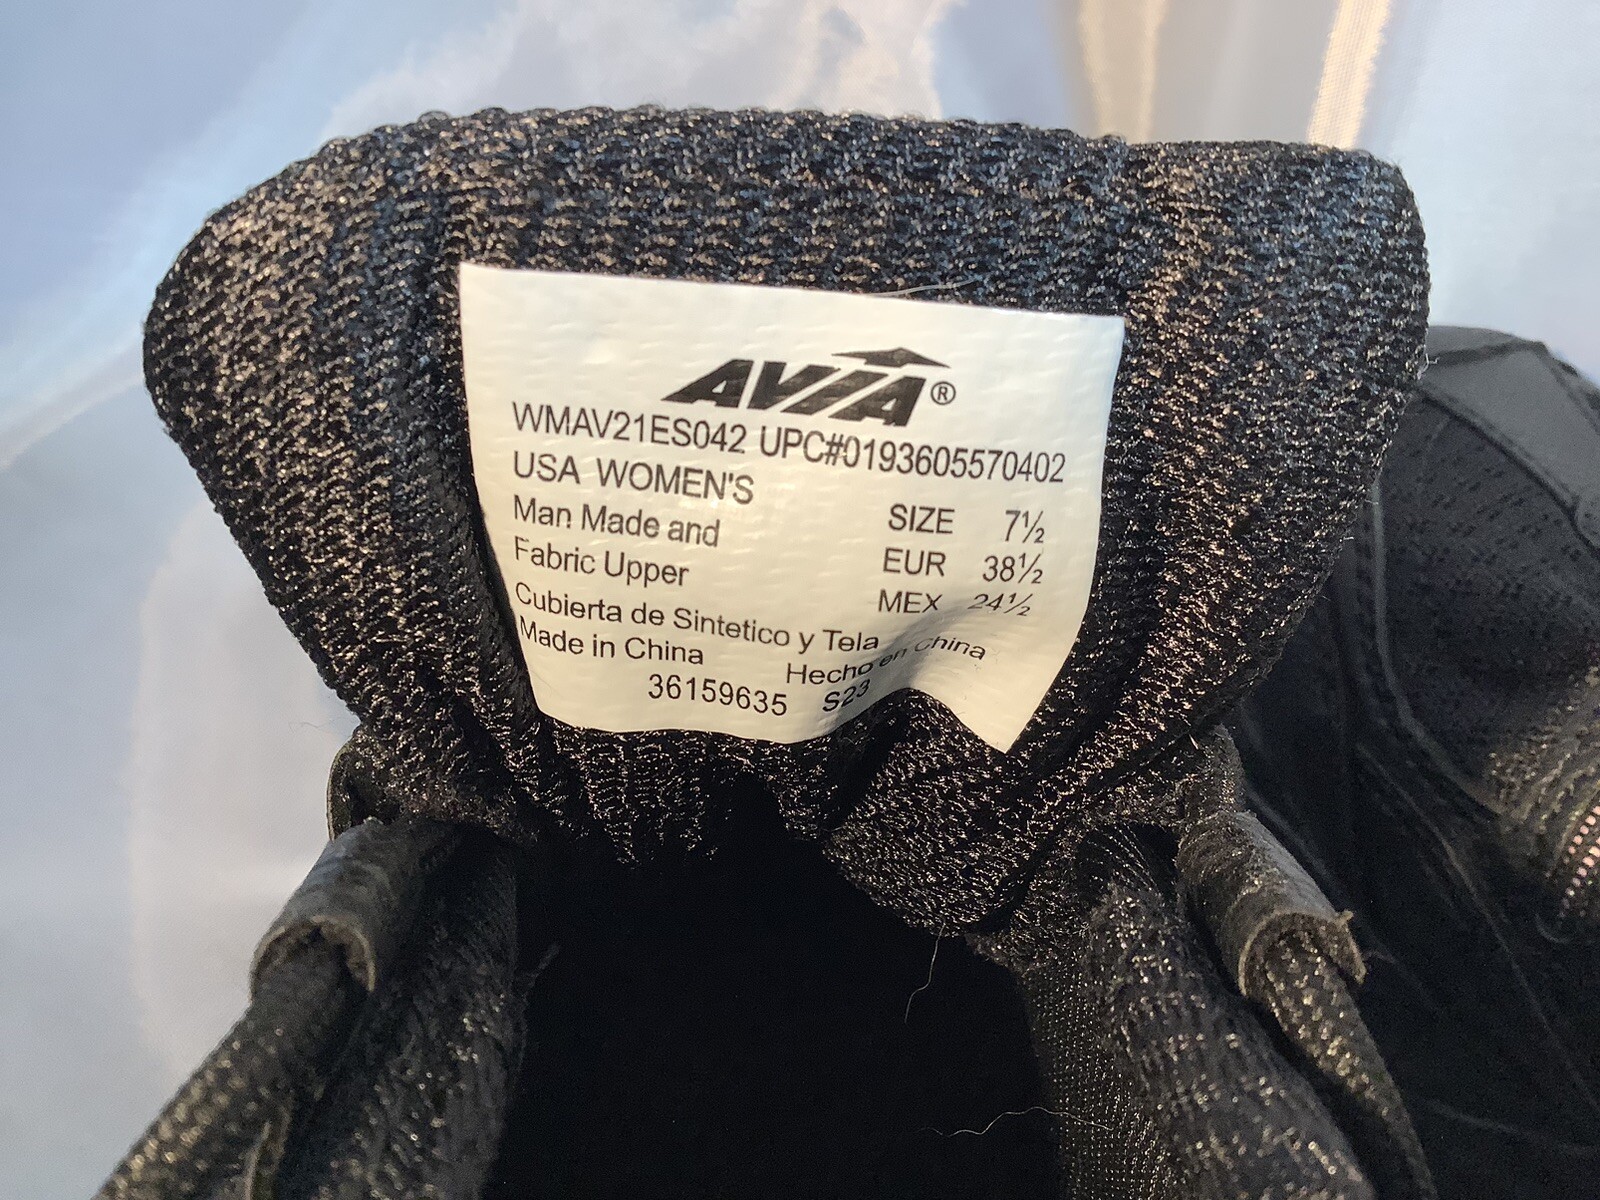 AVIA®
WMAV21ES042 UPC#0193605570402
USA WOMEN'S
Man Made and SIZE 7½
Fabric Upper EUR 38½
MEX 24½
Cubierta de Sintetico y Tela
Made in China Hecho en China
36159635 S23